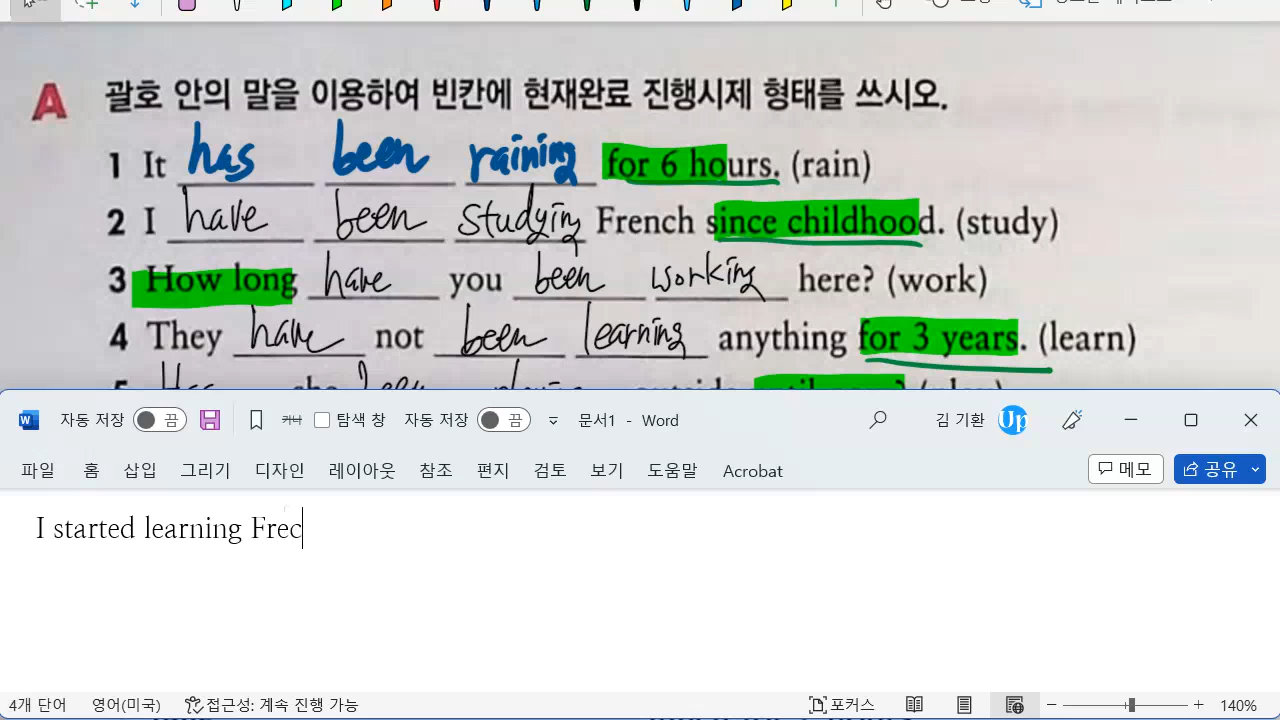 A 괄호 안의 말을 이용하여 빈칸에 현재완료 진행시제 형태를 쓰시오.
1 It has been raining for 6 hours. (rain)
2 I have been studying French since childhood. (study)
3 How long have you been working here? (work)
4 They have not been learning anything for 3 years. (learn)
자동 저장 끔 탐색 창 자동 저장 끔 문서1 - Word 김 기환 Up
파일 홈 삽입 그리기 디자인 레이아웃 참조 편지 검토 보기 도움말 Acrobat 메모 공유
I started learning Frec
4개 단어 영어(미국) 접근성: 계속 진행 가능 포커스 140%